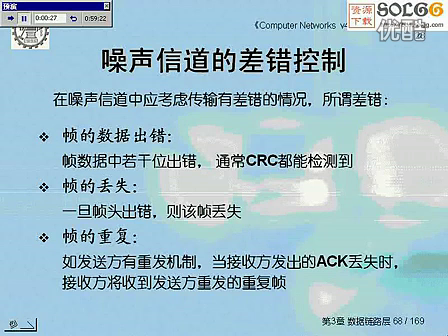 预演
0:00:27
0:59:22
《Computer Networks v4
资源下载
SOL66
优酷
噪声信道的差错控制
在噪声信道中应考虑传输有差错的情况，所谓差错：
❖ 帧的数据出错：
帧数据中若干位出错， 通常CRC都能检测到
❖ 帧的丢失：
一旦帧头出错，则该帧丢失
❖ 帧的重复：
如发送方有重发机制，当接收方发出的ACK丢失时，
接收方将收到发送方重发的重复帧
第3章 数据链路层 68 / 169